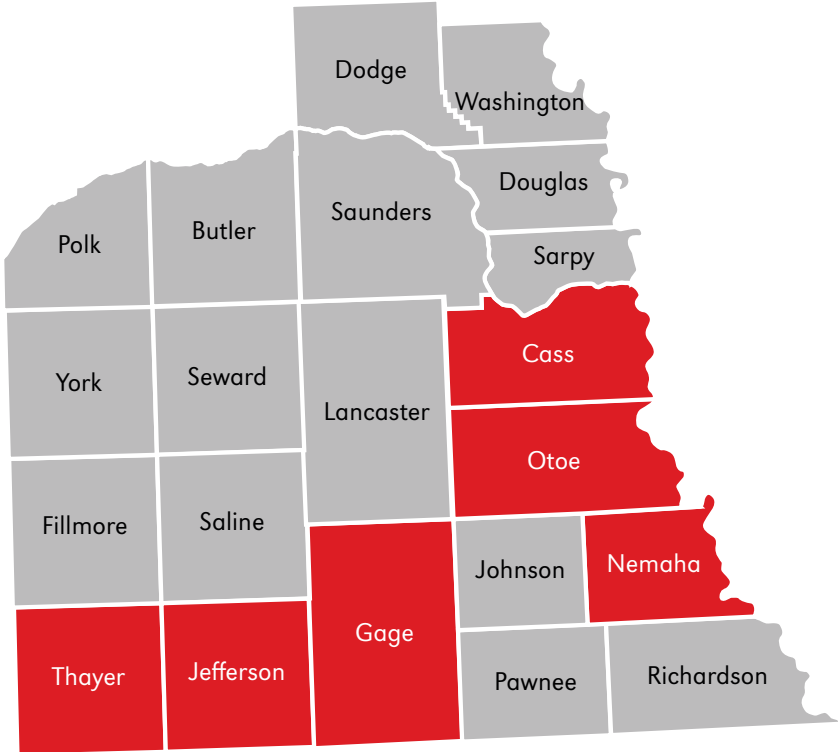 Dodge
Washington
Douglas
Saunders
Butler
Polk
Sarpy
Cass
York
Seward
Lancaster
Otoe
Fillmore
Saline
Johnson
Nemaha
Gage
Thayer
Jefferson
Pawnee
Richardson